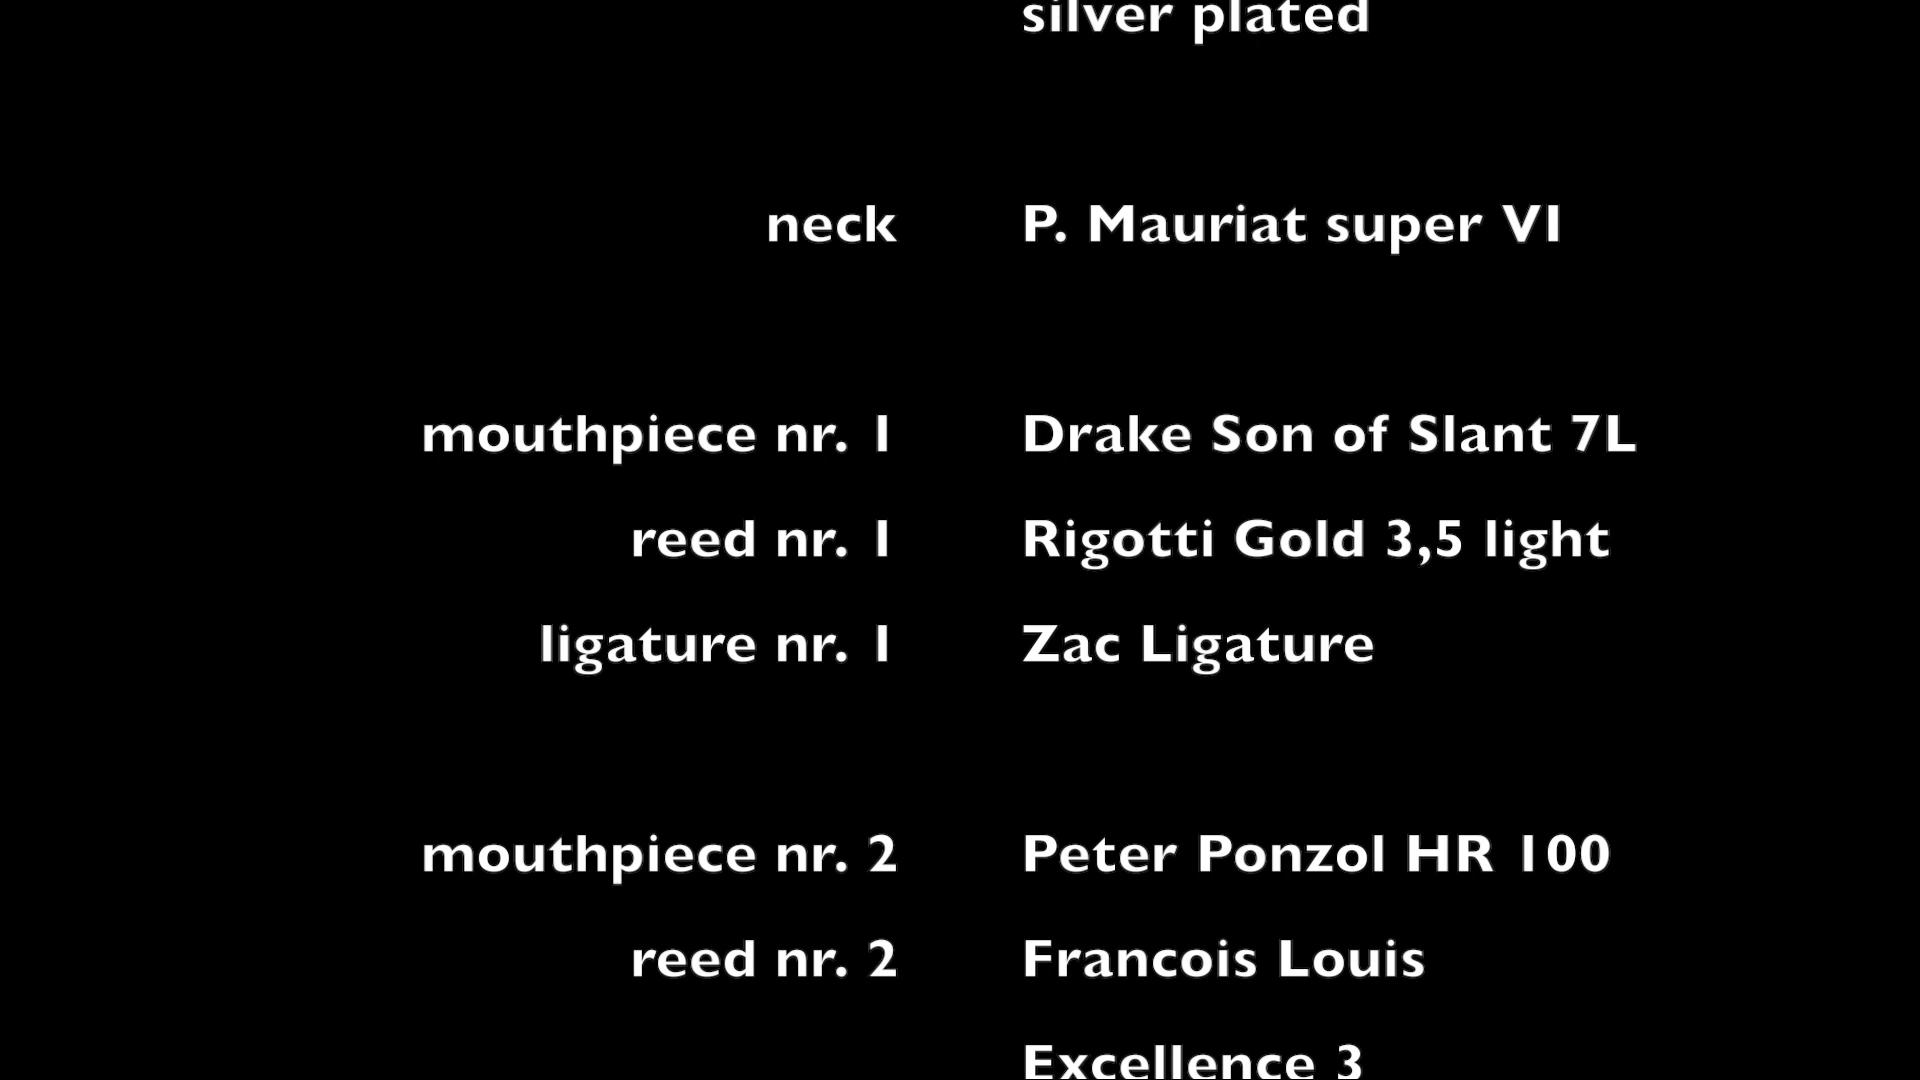 silver plated
neck P. Mauriat super VI
mouthpiece nr. 1 Drake Son of Slant 7L
reed nr. 1 Rigotti Gold 3,5 light
ligature nr. 1 Zac Ligature
mouthpiece nr. 2 Peter Ponzol HR 100
reed nr. 2 Francois Louis
Excellence 3